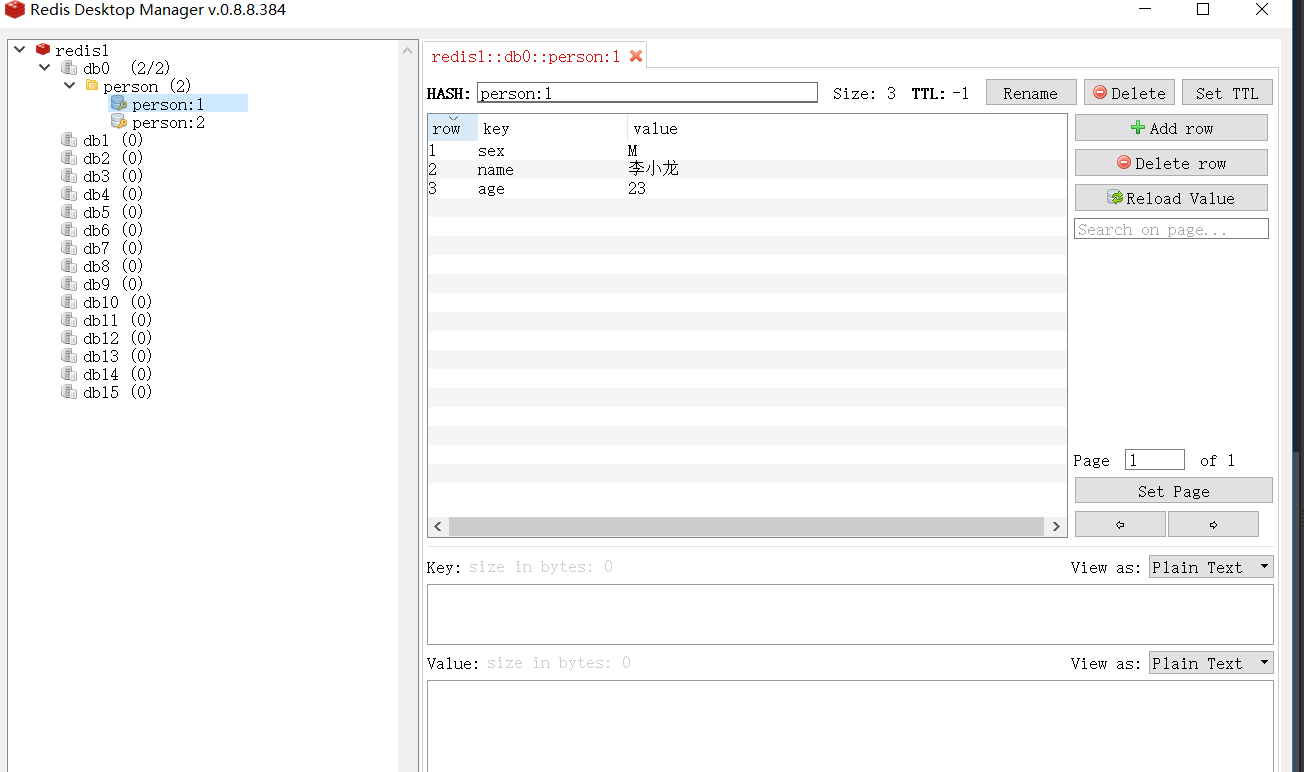 Redis Desktop Manager v.0.8.8.384
redis1
db0 (2/2)
person (2)
person:1
person:2
db1 (0)
db2 (0)
db3 (0)
db4 (0)
db5 (0)
db6 (0)
db7 (0)
db8 (0)
db9 (0)
db10 (0)
db11 (0)
db12 (0)
db13 (0)
db14 (0)
db15 (0)
redis1::db0::person:1
HASH: person:1 Size: 3 TTL: -1 Rename Delete Set TTL
row key value
1 sex M
2 name 李小龙
3 age 23
Add row
Delete row
Reload Value
Search on page...
Page 1 of 1
Set Page
Key: size in bytes: 0 View as: Plain Text
Value: size in bytes: 0 View as: Plain Text